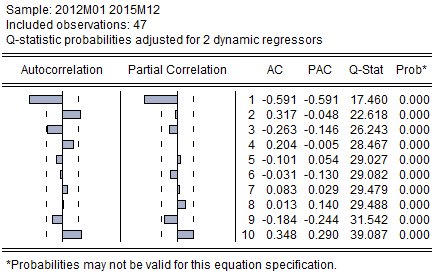 Sample: 2012M01 2015M12
Included observations: 47
Q-statistic probabilities adjusted for 2 dynamic regressors
Autocorrelation Partial Correlation AC PAC Q-Stat Prob*
1 -0.591 -0.591 17.460 0.000
2 0.317 -0.048 22.618 0.000
3 -0.263 -0.146 26.243 0.000
4 0.204 -0.005 28.467 0.000
5 -0.101 0.054 29.027 0.000
6 -0.031 -0.130 29.082 0.000
7 0.083 0.029 29.479 0.000
8 0.013 0.140 29.488 0.000
9 -0.184 -0.244 31.542 0.000
10 0.348 0.290 39.087 0.000
*Probabilities may not be valid for this equation specification.